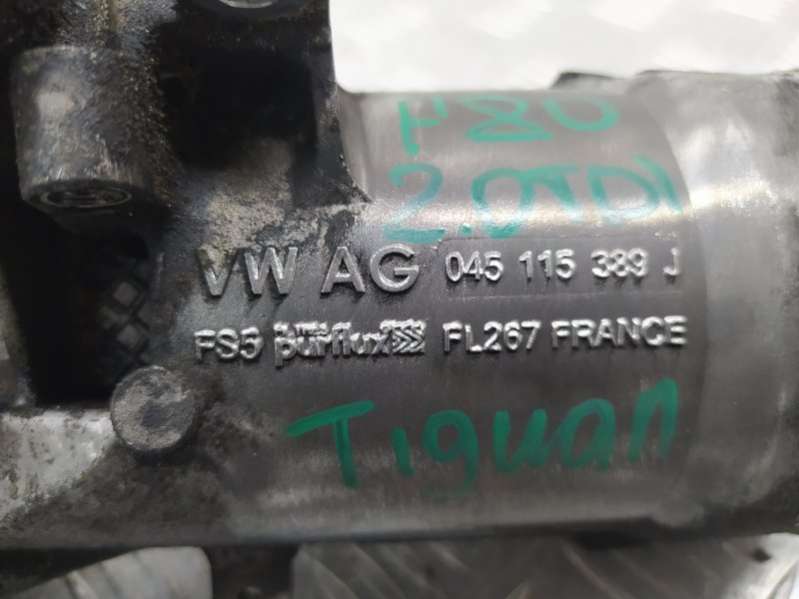 F80
2.0TDI
VW AG 045 115 389 J
FS5 purflux FL267 FRANCE
Tiguan